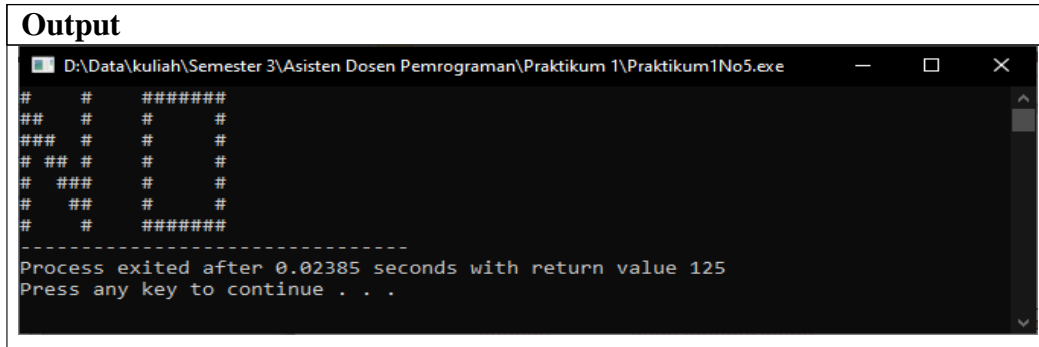 Output
D:\Data\kuliah\Semester 3\Asisten Dosen Pemrograman\Praktikum 1\Praktikum1No5.exe
#     #    #######
##    #    #     #
###   #    #     #
# ## #    #     #
#  ###    #     #
#   ##    #     #
#     #    #######
--------------------------------
Process exited after 0.02385 seconds with return value 125
Press any key to continue . . .